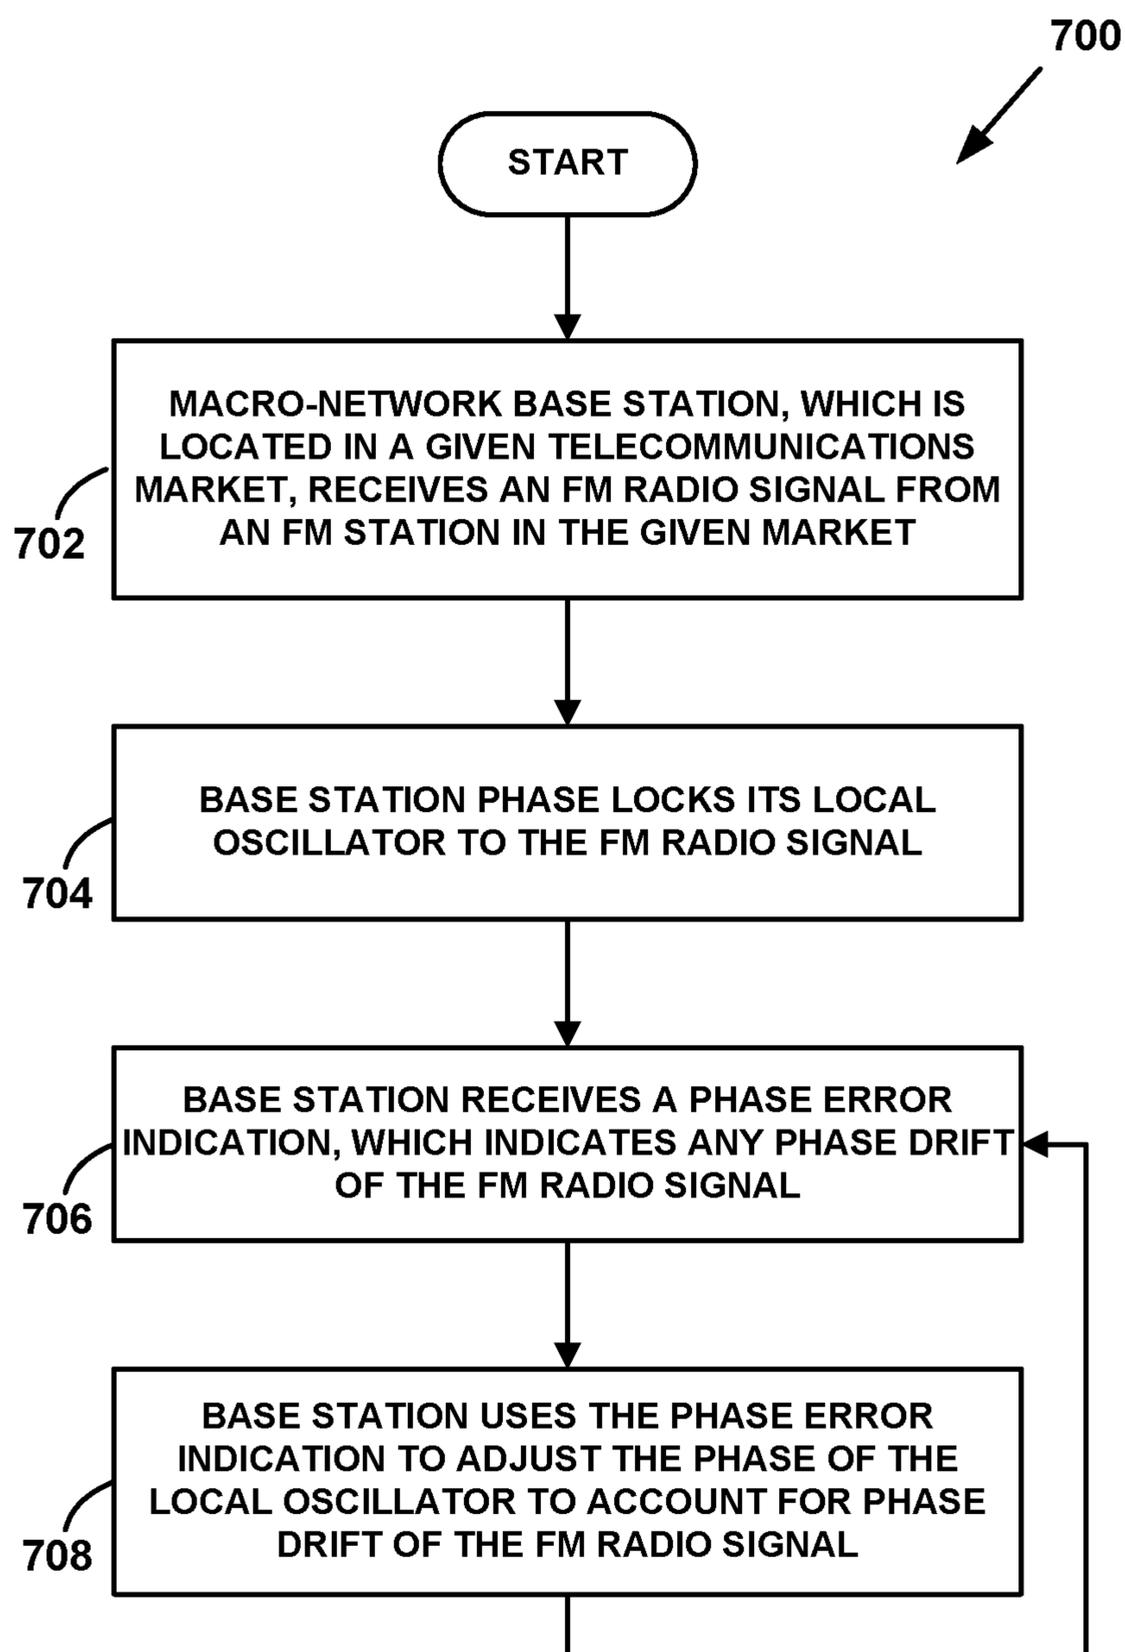 700
START
MACRO-NETWORK BASE STATION, WHICH IS
LOCATED IN A GIVEN TELECOMMUNICATIONS
MARKET, RECEIVES AN FM RADIO SIGNAL FROM
AN FM STATION IN THE GIVEN MARKET
702
BASE STATION PHASE LOCKS ITS LOCAL
OSCILLATOR TO THE FM RADIO SIGNAL
704
BASE STATION RECEIVES A PHASE ERROR
INDICATION, WHICH INDICATES ANY PHASE DRIFT
OF THE FM RADIO SIGNAL
706
BASE STATION USES THE PHASE ERROR
INDICATION TO ADJUST THE PHASE OF THE
LOCAL OSCILLATOR TO ACCOUNT FOR PHASE
DRIFT OF THE FM RADIO SIGNAL
708